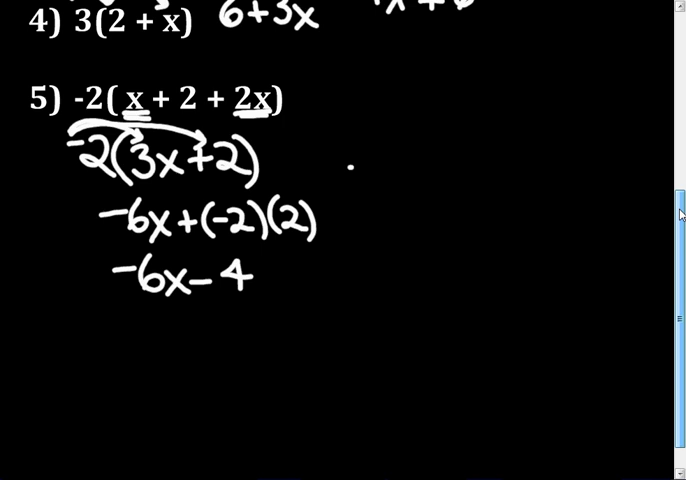 4) 3(2 + x) 6+3x
5) -2( x + 2 + 2x)
-2(3x+2)
-6x+(-2)(2)
-6x-4